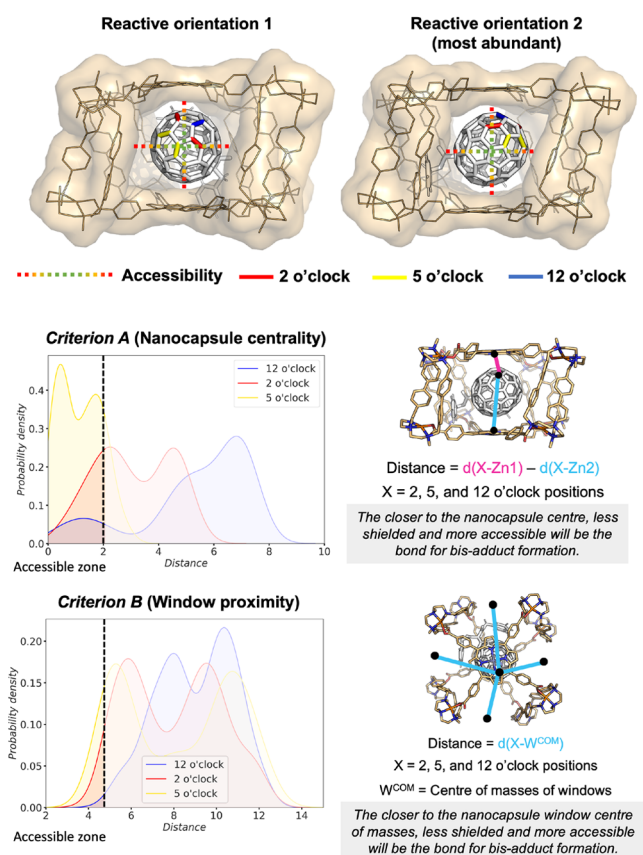 Reactive orientation 1
Reactive orientation 2
(most abundant)
Accessibility
2 o'clock
5 o'clock
12 o'clock
Criterion A (Nanocapsule centrality)
Probability density
0.4
0.3
0.2
0.1
0.0
12 o'clock
2 o'clock
5 o'clock
0 2 4 6 8 10
Accessible zone
Distance
Distance = d(X-Zn1) – d(X-Zn2)
X = 2, 5, and 12 o'clock positions
The closer to the nanocapsule centre, less
shielded and more accessible will be the
bond for bis-adduct formation.
Criterion B (Window proximity)
Probability density
0.20
0.15
0.10
0.05
0.00
12 o'clock
2 o'clock
5 o'clock
2 4 6 8 10 12 14
Accessible zone
Distance
Distance = d(X-W^COM)
X = 2, 5, and 12 o'clock positions
W^COM = Centre of masses of windows
The closer to the nanocapsule window centre
of masses, less shielded and more accessible
will be the bond for bis-adduct formation.